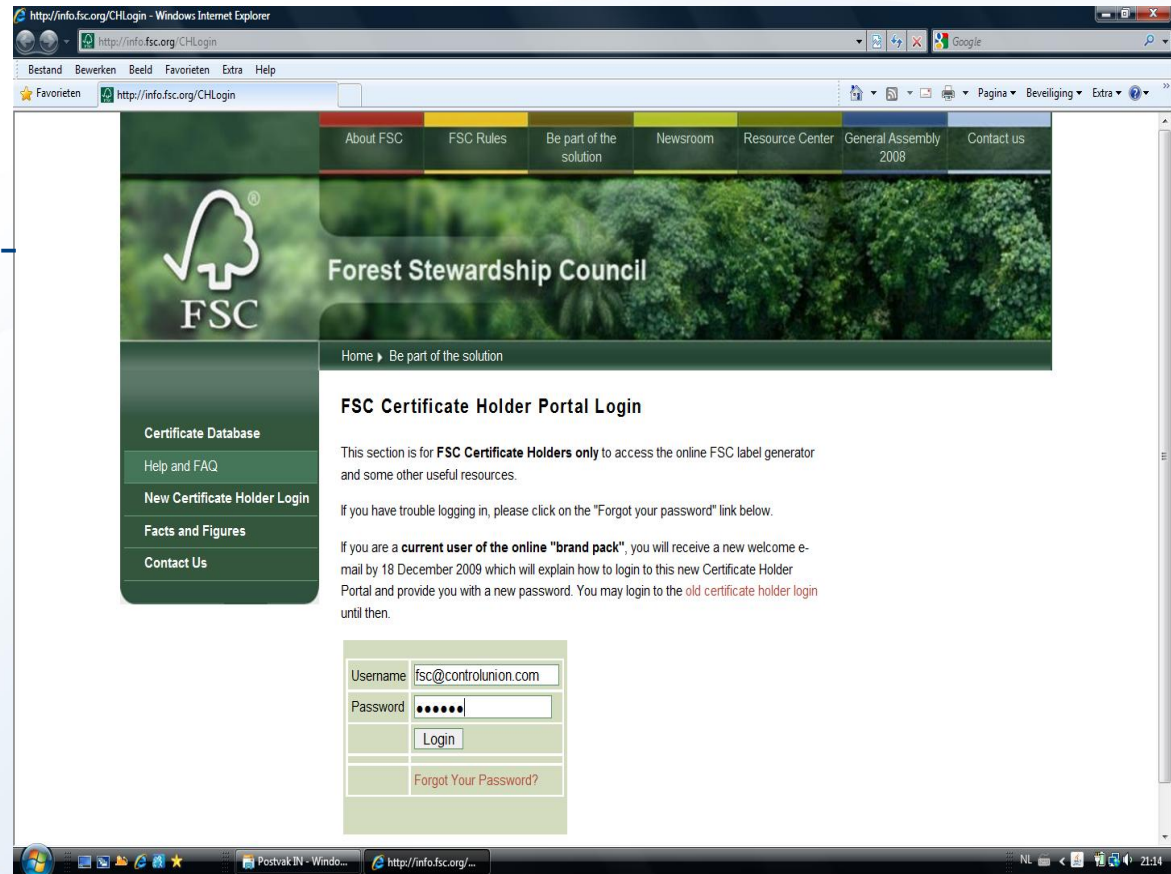 http://info.fsc.org/CHLogin - Windows Internet Explorer
http://info.fsc.org/CHLogin
Google
Bestand Bewerken Beeld Favorieten Extra Help
Favorieten http://info.fsc.org/CHLogin Pagina Beveiliging Extra
About FSC FSC Rules Be part of the solution Newsroom Resource Center General Assembly 2008 Contact us
®
FSC
Forest Stewardship Council
Home Be part of the solution
Certificate Database
Help and FAQ
New Certificate Holder Login
Facts and Figures
Contact Us
FSC Certificate Holder Portal Login
This section is for FSC Certificate Holders only to access the online FSC label generator
and some other useful resources.
If you have trouble logging in, please click on the "Forgot your password" link below.
If you are a current user of the online "brand pack", you will receive a new welcome e-
mail by 18 December 2009 which will explain how to login to this new Certificate Holder
Portal and provide you with a new password. You may login to the old certificate holder login
until then.
Username fsc@controlunion.com
Password ●●●●●●
Login
Forgot Your Password?
Postvak IN - Windo... http://info.fsc.org/... NL 21:14